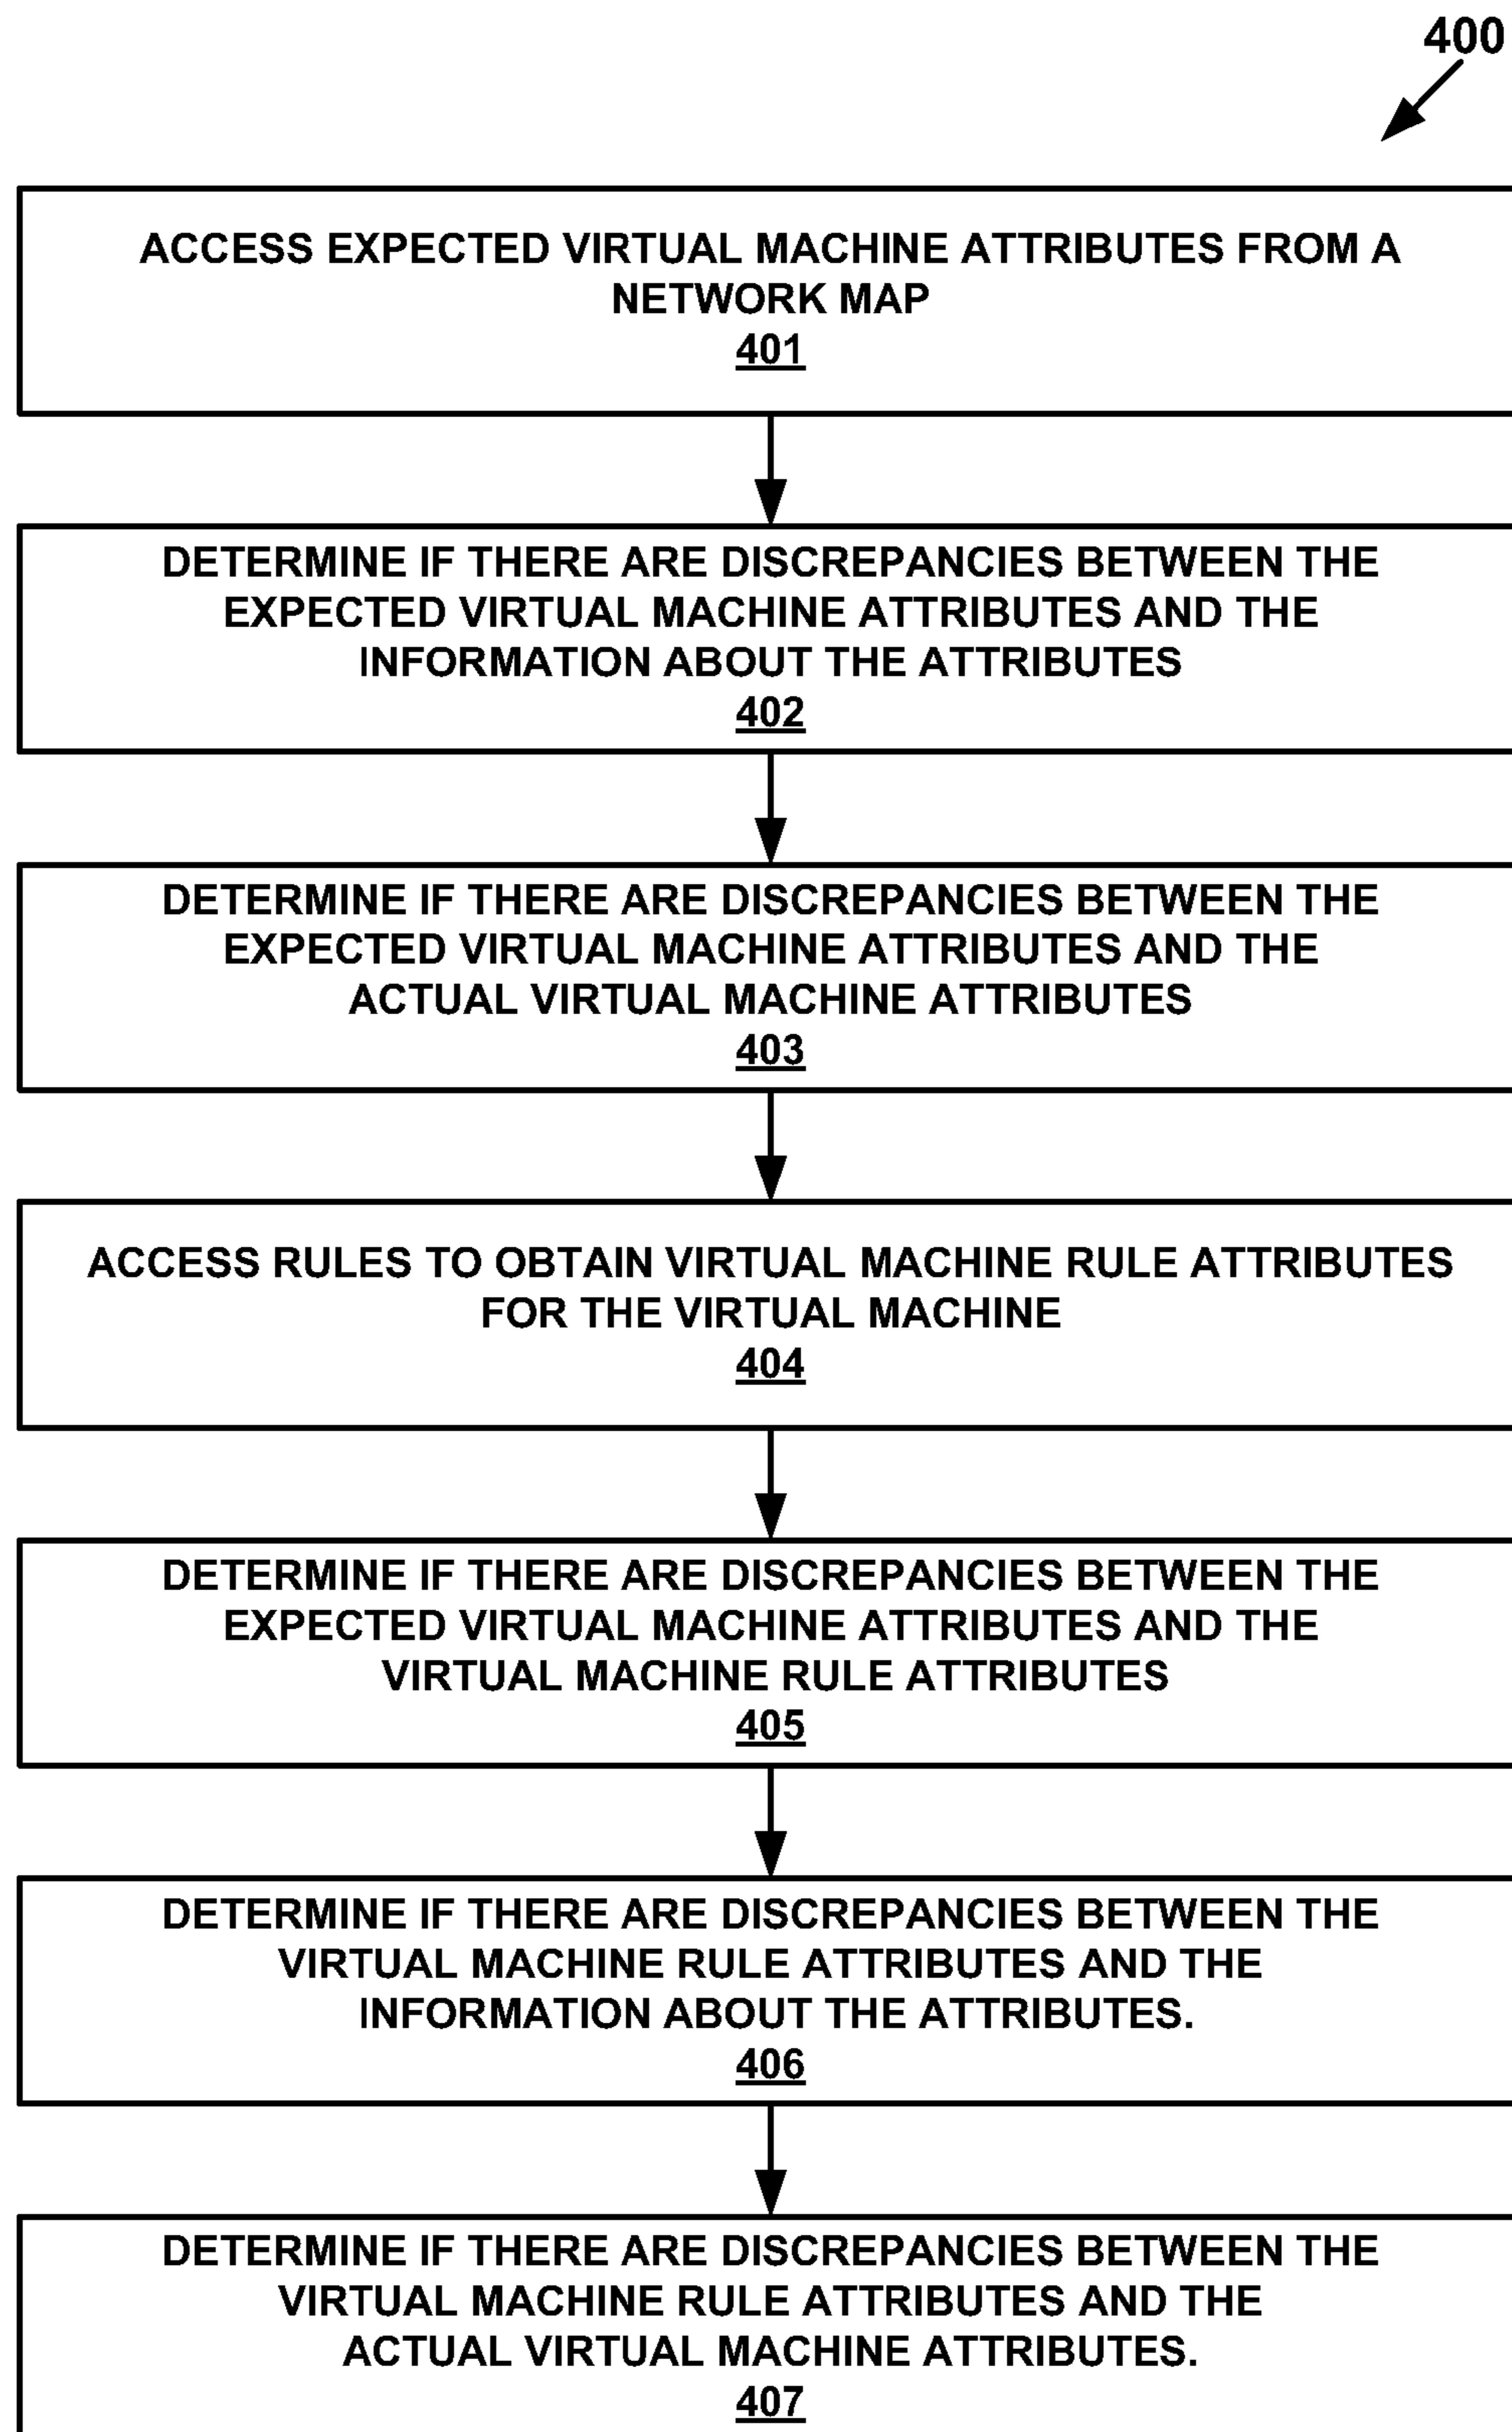 400
ACCESS EXPECTED VIRTUAL MACHINE ATTRIBUTES FROM A
NETWORK MAP
401
DETERMINE IF THERE ARE DISCREPANCIES BETWEEN THE
EXPECTED VIRTUAL MACHINE ATTRIBUTES AND THE
INFORMATION ABOUT THE ATTRIBUTES
402
DETERMINE IF THERE ARE DISCREPANCIES BETWEEN THE
EXPECTED VIRTUAL MACHINE ATTRIBUTES AND THE
ACTUAL VIRTUAL MACHINE ATTRIBUTES
403
ACCESS RULES TO OBTAIN VIRTUAL MACHINE RULE ATTRIBUTES
FOR THE VIRTUAL MACHINE
404
DETERMINE IF THERE ARE DISCREPANCIES BETWEEN THE
EXPECTED VIRTUAL MACHINE ATTRIBUTES AND THE
VIRTUAL MACHINE RULE ATTRIBUTES
405
DETERMINE IF THERE ARE DISCREPANCIES BETWEEN THE
VIRTUAL MACHINE RULE ATTRIBUTES AND THE
INFORMATION ABOUT THE ATTRIBUTES.
406
DETERMINE IF THERE ARE DISCREPANCIES BETWEEN THE
VIRTUAL MACHINE RULE ATTRIBUTES AND THE
ACTUAL VIRTUAL MACHINE ATTRIBUTES.
407